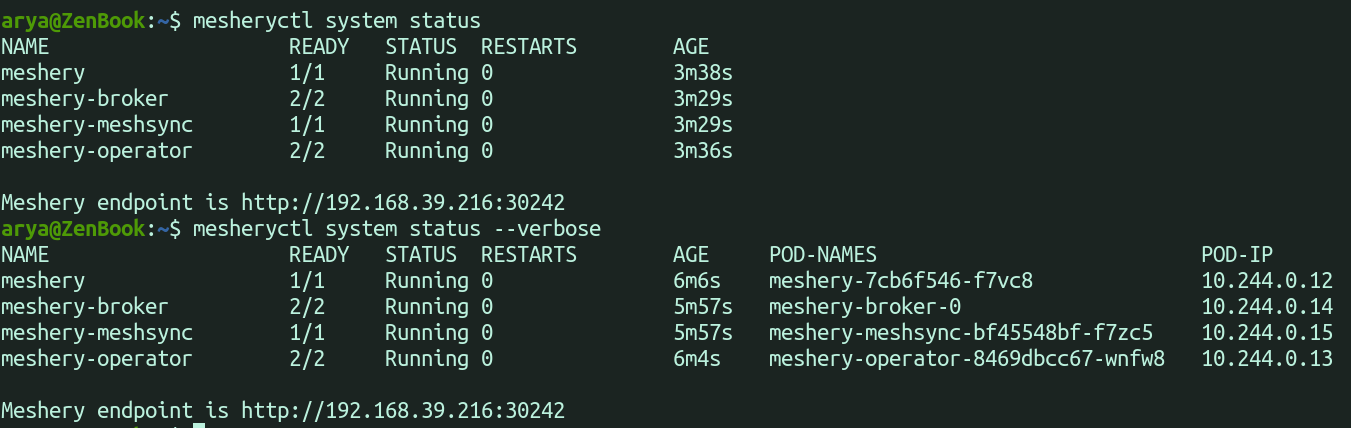 arya@ZenBook:~$ mesheryctl system status
NAME READY STATUS RESTARTS AGE
meshery 1/1 Running 0 3m38s
meshery-broker 2/2 Running 0 3m29s
meshery-meshsync 1/1 Running 0 3m29s
meshery-operator 2/2 Running 0 3m36s
Meshery endpoint is http://192.168.39.216:30242
arya@ZenBook:~$ mesheryctl system status --verbose
NAME READY STATUS RESTARTS AGE POD-NAMES POD-IP
meshery 1/1 Running 0 6m6s meshery-7cb6f546-f7vc8 10.244.0.12
meshery-broker 2/2 Running 0 5m57s meshery-broker-0 10.244.0.14
meshery-meshsync 1/1 Running 0 5m57s meshery-meshsync-bf45548bf-f7zc5 10.244.0.15
meshery-operator 2/2 Running 0 6m4s meshery-operator-8469dbcc67-wnfw8 10.244.0.13
Meshery endpoint is http://192.168.39.216:30242